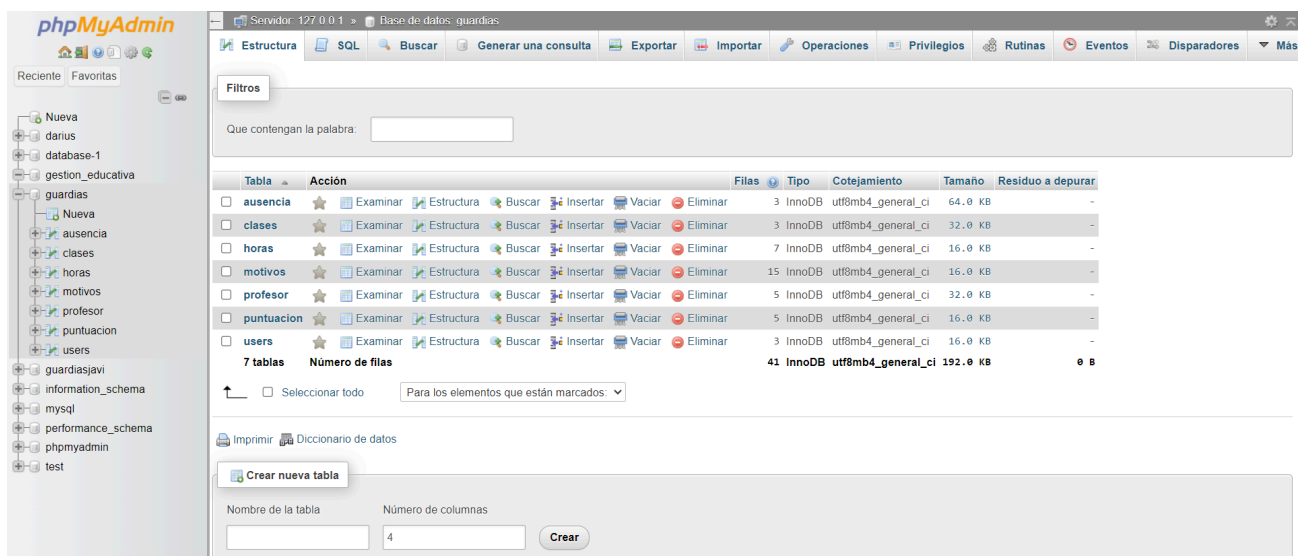 phpMyAdmin
Reciente Favoritas
Nueva
darius
database-1
gestion_educativa
guardias
Nueva
ausencia
clases
horas
motivos
profesor
puntuacion
users
guardiasjavi
information_schema
mysql
performance_schema
phpmyadmin
test
Servidor: 127.0.0.1 » Base de datos: guardias
Estructura SQL Buscar Generar una consulta Exportar Importar Operaciones Privilegios Rutinas Eventos Disparadores Más
Filtros
Que contengan la palabra:
Tabla Acción Filas Tipo Cotejamiento Tamaño Residuo a depurar
ausencia Examinar Estructura Buscar Insertar Vaciar Eliminar 3 InnoDB utf8mb4_general_ci 64.0 KB -
clases Examinar Estructura Buscar Insertar Vaciar Eliminar 3 InnoDB utf8mb4_general_ci 32.0 KB -
horas Examinar Estructura Buscar Insertar Vaciar Eliminar 7 InnoDB utf8mb4_general_ci 16.0 KB -
motivos Examinar Estructura Buscar Insertar Vaciar Eliminar 15 InnoDB utf8mb4_general_ci 16.0 KB -
profesor Examinar Estructura Buscar Insertar Vaciar Eliminar 5 InnoDB utf8mb4_general_ci 32.0 KB -
puntuacion Examinar Estructura Buscar Insertar Vaciar Eliminar 5 InnoDB utf8mb4_general_ci 16.0 KB -
users Examinar Estructura Buscar Insertar Vaciar Eliminar 3 InnoDB utf8mb4_general_ci 16.0 KB -
7 tablas Número de filas 41 InnoDB utf8mb4_general_ci 192.0 KB 0 B
Seleccionar todo Para los elementos que están marcados:
Imprimir Diccionario de datos
Crear nueva tabla
Nombre de la tabla Número de columnas
4 Crear